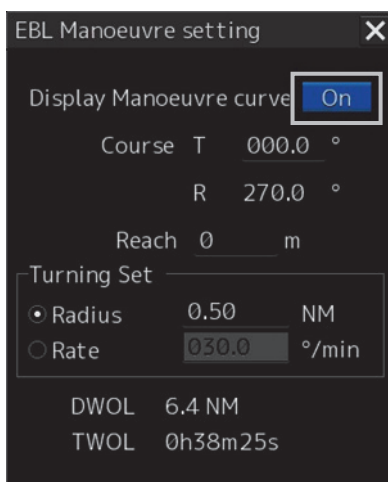 EBL Manoeuvre setting
Display Manoeuvre curve On
Course T 000.0 °
R 270.0 °
Reach 0 m
Turning Set
Radius 0.50 NM
Rate 030.0 °/min
DWOL 6.4 NM
TWOL 0h38m25s